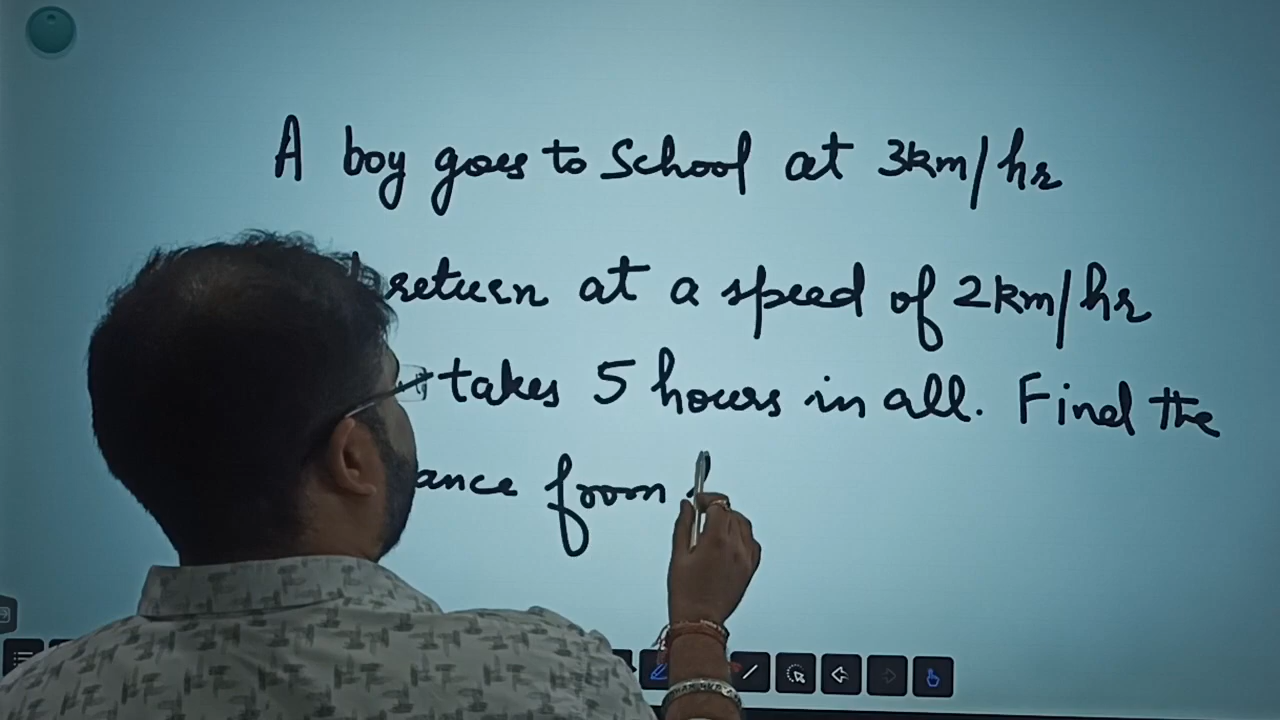 A boy goes to School at 3km/hr
return at a speed of 2km/hr
takes 5 hours in all. Find the
ance from